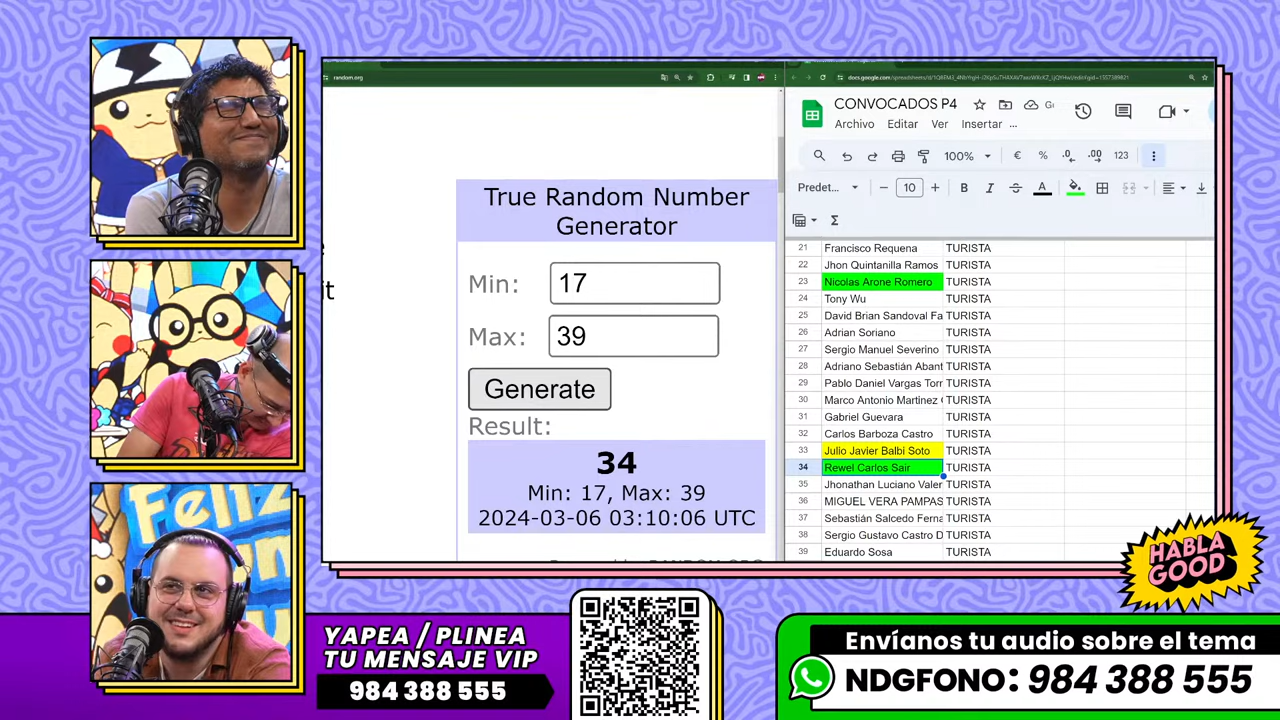 random.org
e
it
True Random Number
Generator
Min: 17
Max: 39
Generate
Result:
34
Min: 17, Max: 39
2024-03-06 03:10:06 UTC
CONVOCADOS P4
Archivo Editar Ver Insertar ...
100%
€ % .0 .00 123
Predet... − 10 + B I S A
Σ
21 Francisco Requena TURISTA
22 Jhon Quintanilla Ramos TURISTA
23 Nicolas Arone Romero TURISTA
24 Tony Wu TURISTA
25 David Brian Sandoval Fa TURISTA
26 Adrian Soriano TURISTA
27 Sergio Manuel Severino TURISTA
28 Adriano Sebastián Abant TURISTA
29 Pablo Daniel Vargas Torr TURISTA
30 Marco Antonio Martinez TURISTA
31 Gabriel Guevara TURISTA
32 Carlos Barboza Castro TURISTA
33 Julio Javier Balbi Soto TURISTA
34 Rewel Carlos Sair TURISTA
35 Jhonathan Luciano Valer TURISTA
36 MIGUEL VERA PAMPAS TURISTA
37 Sebastián Salcedo Ferna TURISTA
38 Sergio Gustavo Castro D TURISTA
39 Eduardo Sosa TURISTA
Feliz
HABLA
GOOD
YAPEA / PLINEA
TU MENSAJE VIP
984 388 555
Envíanos tu audio sobre el tema
NDGFONO: 984 388 555